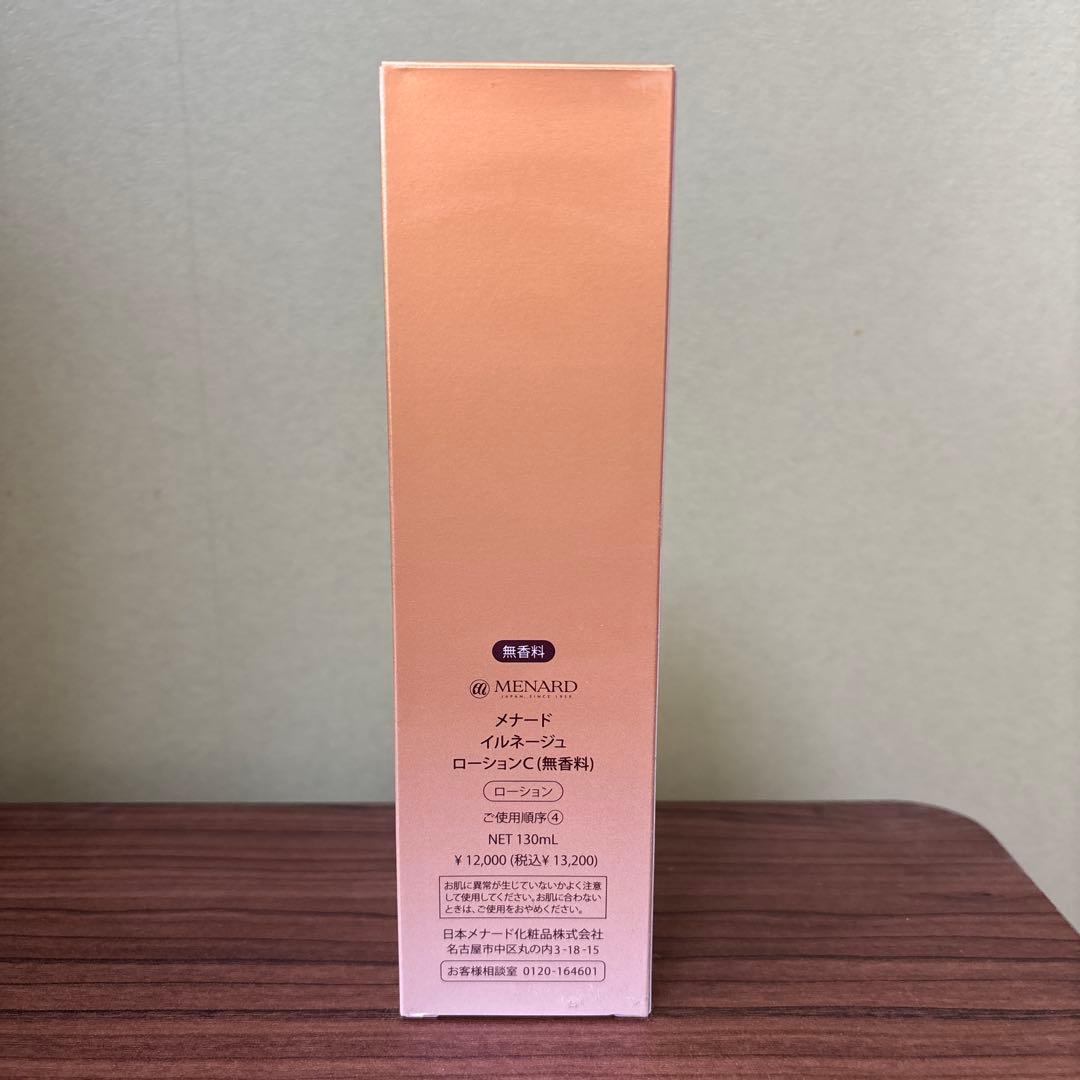 無香料
MENARD
JAPAN, SINCE 1959
メナード
イルネージュ
ローションC(無香料)
ローション
ご使用順序④
NET 130mL
¥12,000(税込¥13,200)
お肌に異常が生じていないかよく注意
して使用してください。お肌に合わない
ときは、ご使用をおやめください。
日本メナード化粧品株式会社
名古屋市中区丸の内3-18-15
お客様相談室 0120-164601